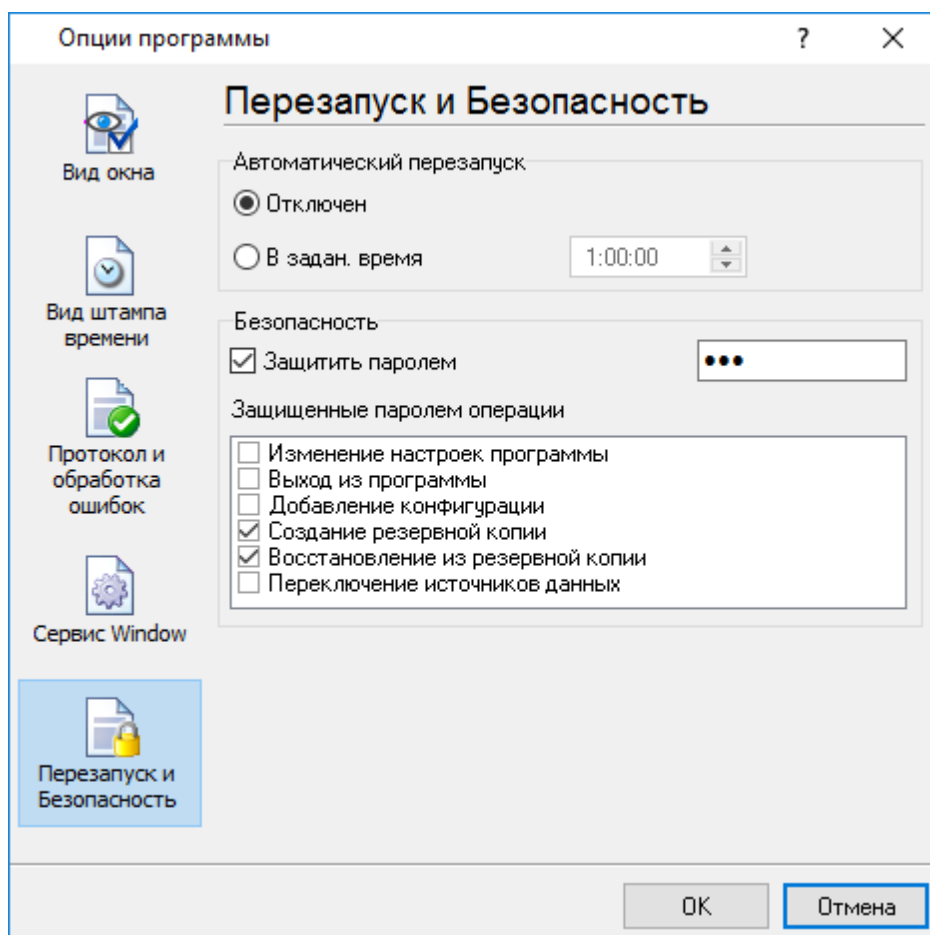 Опции программы
?
Перезапуск и Безопасность
Вид окна
Вид штампа
времени
Протокол и
обработка
ошибок
Сервис Window
Перезапуск и
Безопасность
Автоматический перезапуск
Отключен
В задан. время
1:00:00
Безопасность
Защитить паролем
•••
Защищенные паролем операции
Изменение настроек программы
Выход из программы
Добавление конфигурации
Создание резервной копии
Восстановление из резервной копии
Переключение источников данных
OK
Отмена